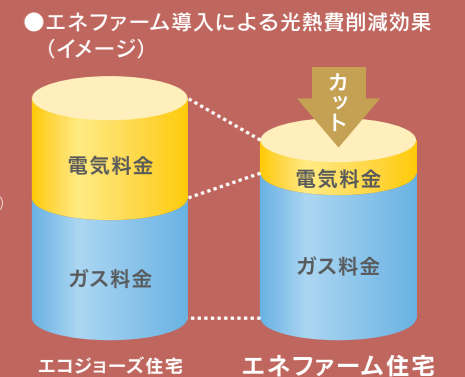 ●エネファーム導入による光熱費削減効果
（イメージ）
カット
電気料金
電気料金
ガス料金
ガス料金
エコジョーズ住宅
エネファーム住宅